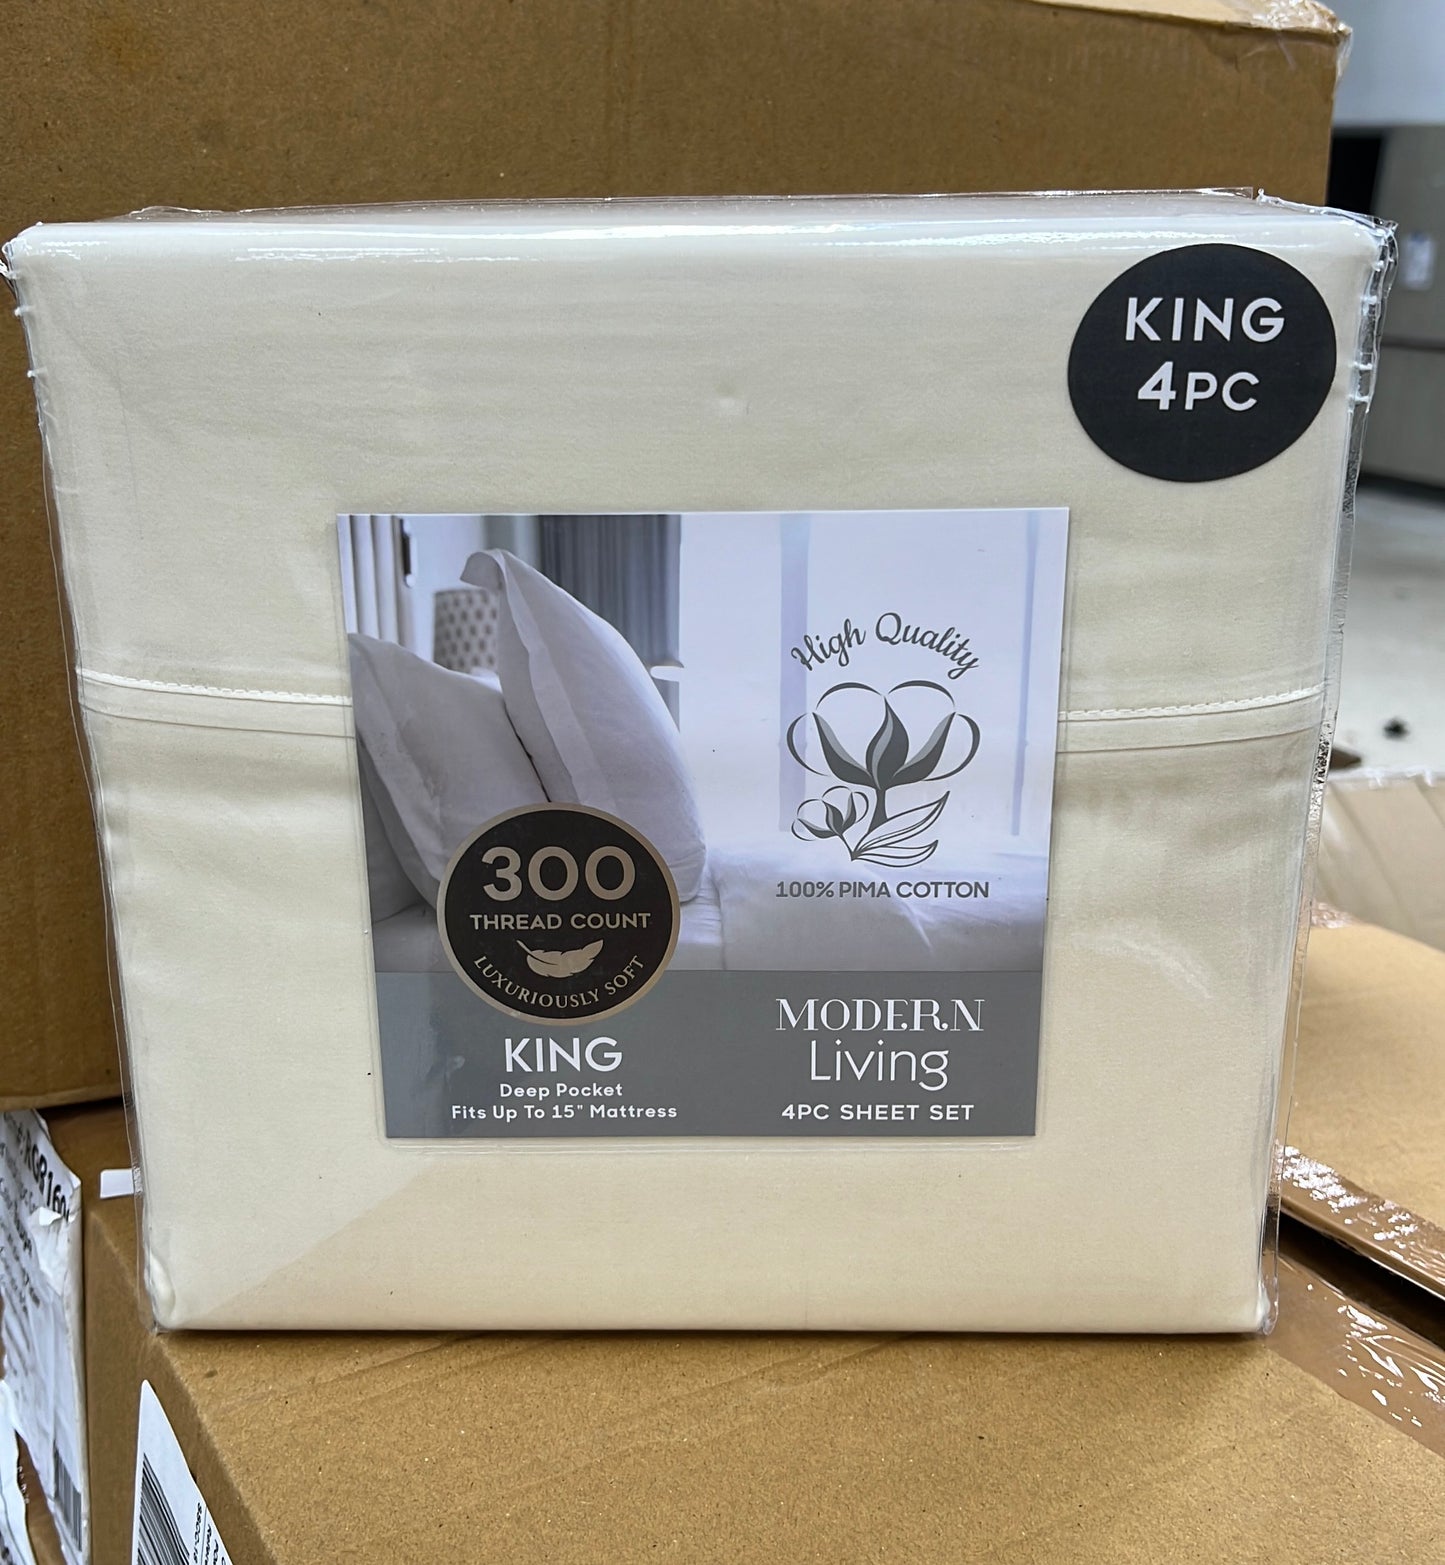 KING
4PC
High Quality
100% PIMA COTTON
300
THREAD COUNT
LUXURIOUSLY SOFT
KING
Deep Pocket
Fits Up To 15" Mattress
MODERN
Living
4PC SHEET SET